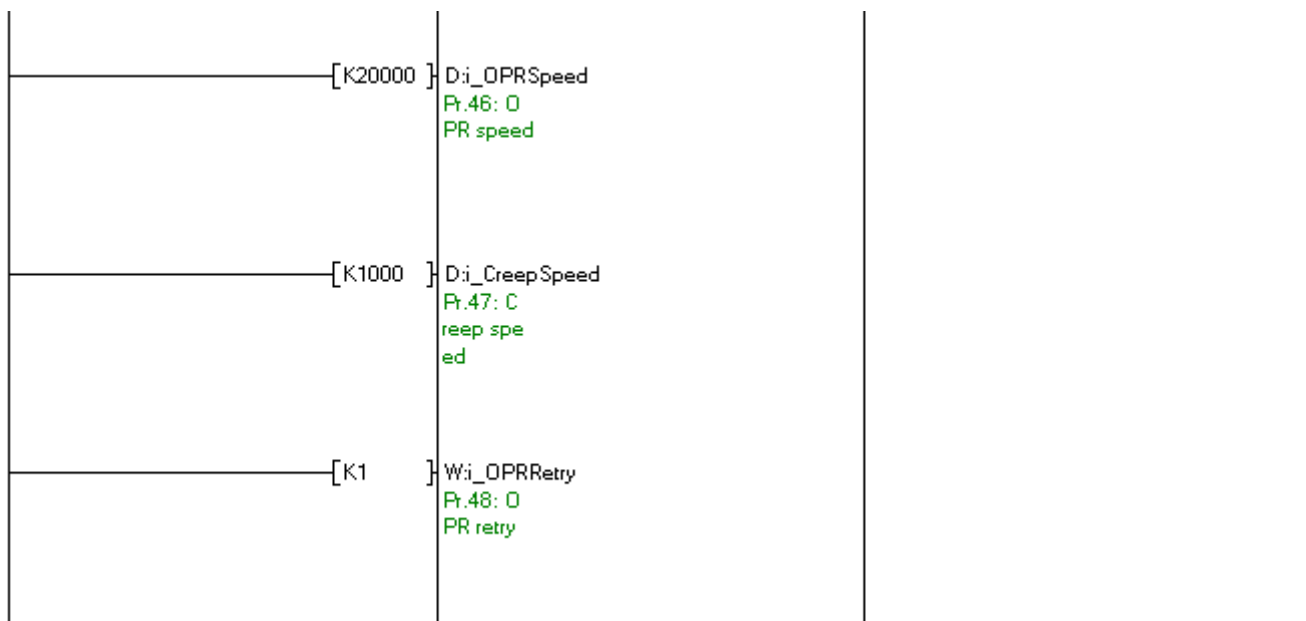 [K20000 ] D:i_OPRSpeed
Pr.46: O
PR speed
[K1000 ] D:i_CreepSpeed
Pr.47: C
reep spe
ed
[K1 ] W:i_OPRRetry
Pr.48: O
PR retry